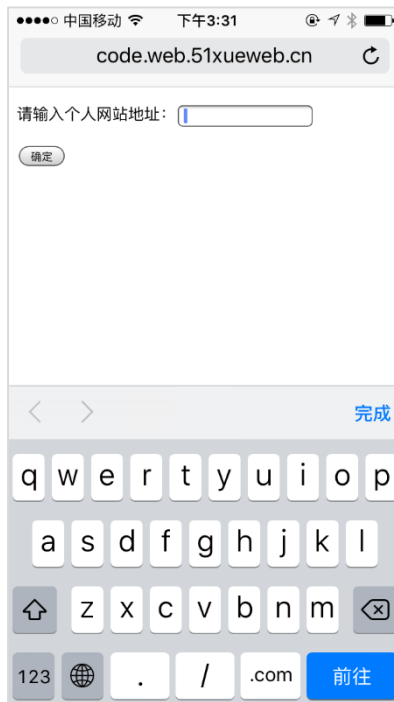 中国移动 下午3:31
code.web.51xueweb.cn
请输入个人网站地址：
确定
完成
q w e r t y u i o p
a s d f g h j k l
z x c v b n m
123 . / .com 前往